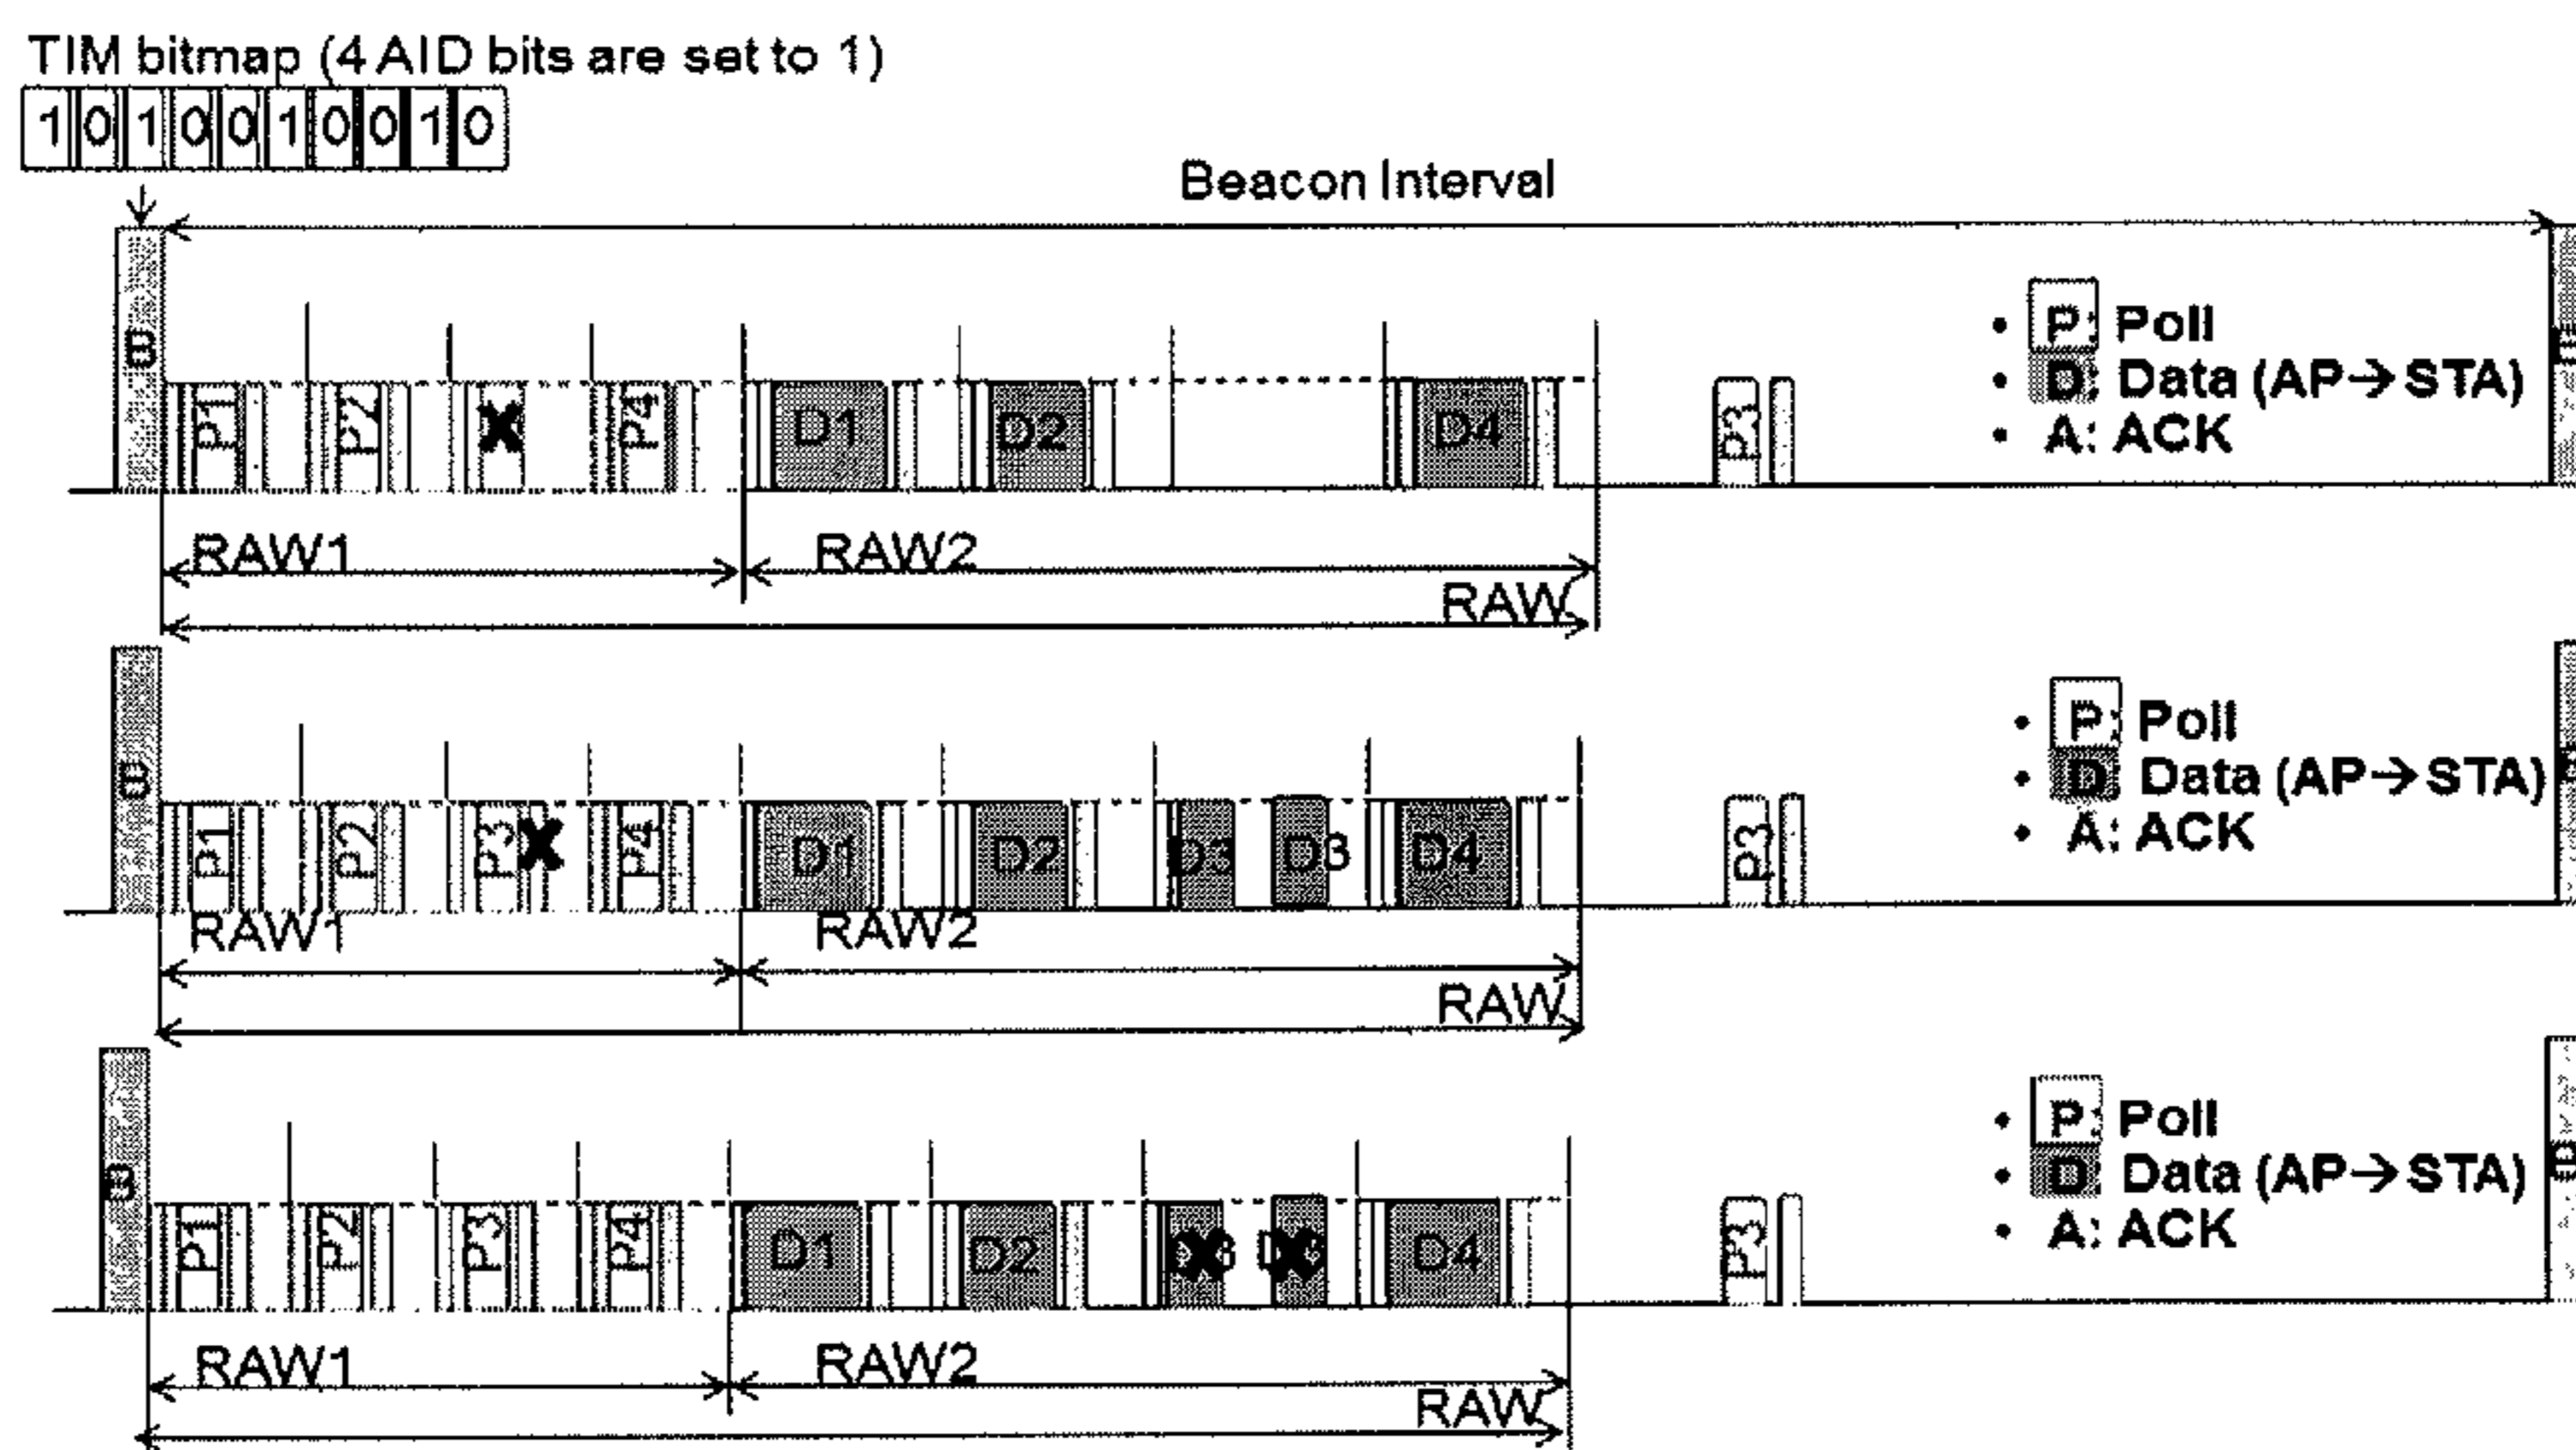 TIM bitmap (4 AID bits are set to 1)
1 0 1 0 0 1 0 0 1 0
Beacon Interval
B
P1 P2 P4 D1 D2 D4 P3
• P: Poll
• D: Data (AP→STA)
• A: ACK
RAW1 RAW2
RAW
B
P1 P2 P3 P4 D1 D2 D3 D3 D4 P3
• P: Poll
• D: Data (AP→STA)
• A: ACK
RAW1 RAW2
RAW
B
P1 P2 P3 P4 D1 D2 D4 P3
• P: Poll
• D: Data (AP→STA)
• A: ACK
RAW1 RAW2
RAW